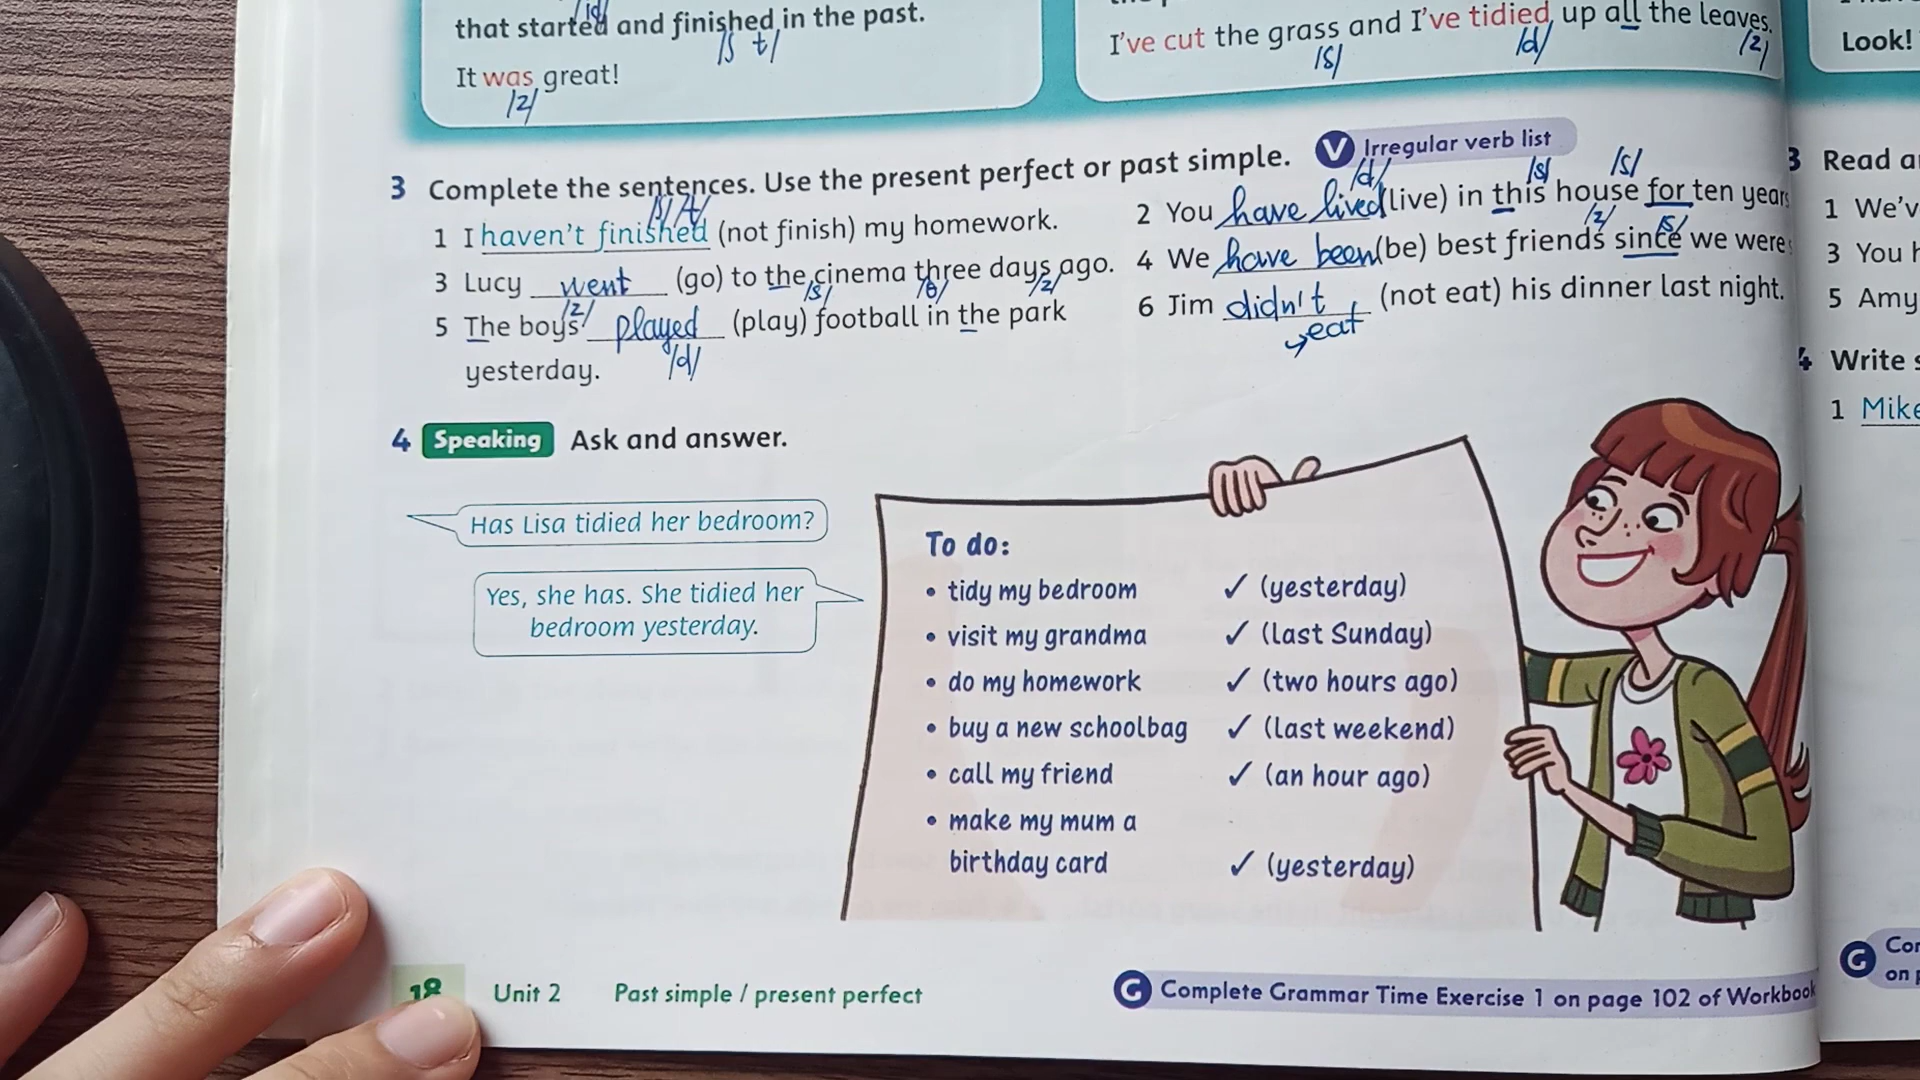 that started and finished in the past.
/id/
/ʃ t/
It was great!
/z/
I've cut the grass and I've tidied up all the leaves.
/s/ /d/ /z/
Look!
3 Complete the sentences. Use the present perfect or past simple. V Irregular verb list
1 I haven't finished (not finish) my homework.
/ʃ/ /t/
2 You have lived (live) in this house for ten years
/d/ /s/ /s/
3 Lucy went (go) to the cinema three days ago.
/s/ /θ/ /z/
4 We have been (be) best friends since we were
/z/ /s/
5 The boys played (play) football in the park
/z/ /d/
yesterday.
6 Jim didn't eat (not eat) his dinner last night.
4 Speaking Ask and answer.
Has Lisa tidied her bedroom?
Yes, she has. She tidied her
bedroom yesterday.
To do:
• tidy my bedroom ✓ (yesterday)
• visit my grandma ✓ (last Sunday)
• do my homework ✓ (two hours ago)
• buy a new schoolbag ✓ (last weekend)
• call my friend ✓ (an hour ago)
• make my mum a
birthday card ✓ (yesterday)
18 Unit 2 Past simple / present perfect
G Complete Grammar Time Exercise 1 on page 102 of Workbook
3 Read
1 We'v
3 You
5 Amy
4 Write
1 Mike
G
on